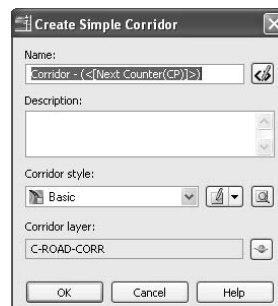 Create Simple Corridor
Name:
Corridor - (<[Next Counter(CP)]>)
Description:
Corridor style:
Basic
Corridor layer:
C-ROAD-CORR
OK Cancel Help